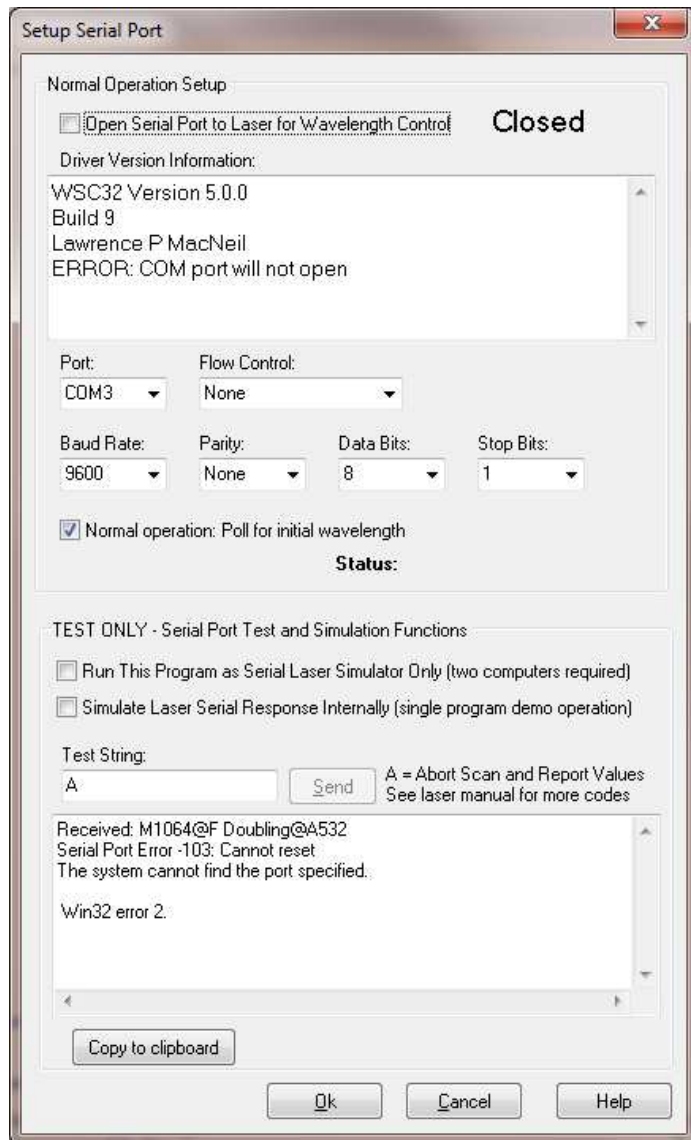 Setup Serial Port
Normal Operation Setup
Open Serial Port to Laser for Wavelength Control
Closed
Driver Version Information:
WSC32 Version 5.0.0
Build 9
Lawrence P MacNeil
ERROR: COM port will not open
Port: Flow Control:
COM3 None
Baud Rate: Parity: Data Bits: Stop Bits:
9600 None 8 1
Normal operation: Poll for initial wavelength
Status:
TEST ONLY - Serial Port Test and Simulation Functions
Run This Program as Serial Laser Simulator Only (two computers required)
Simulate Laser Serial Response Internally (single program demo operation)
Test String:
A
Send
A = Abort Scan and Report Values
See laser manual for more codes
Received: M1064@F Doubling@A532
Serial Port Error -103: Cannot reset
The system cannot find the port specified.
Win32 error 2.
Copy to clipboard
Ok Cancel Help